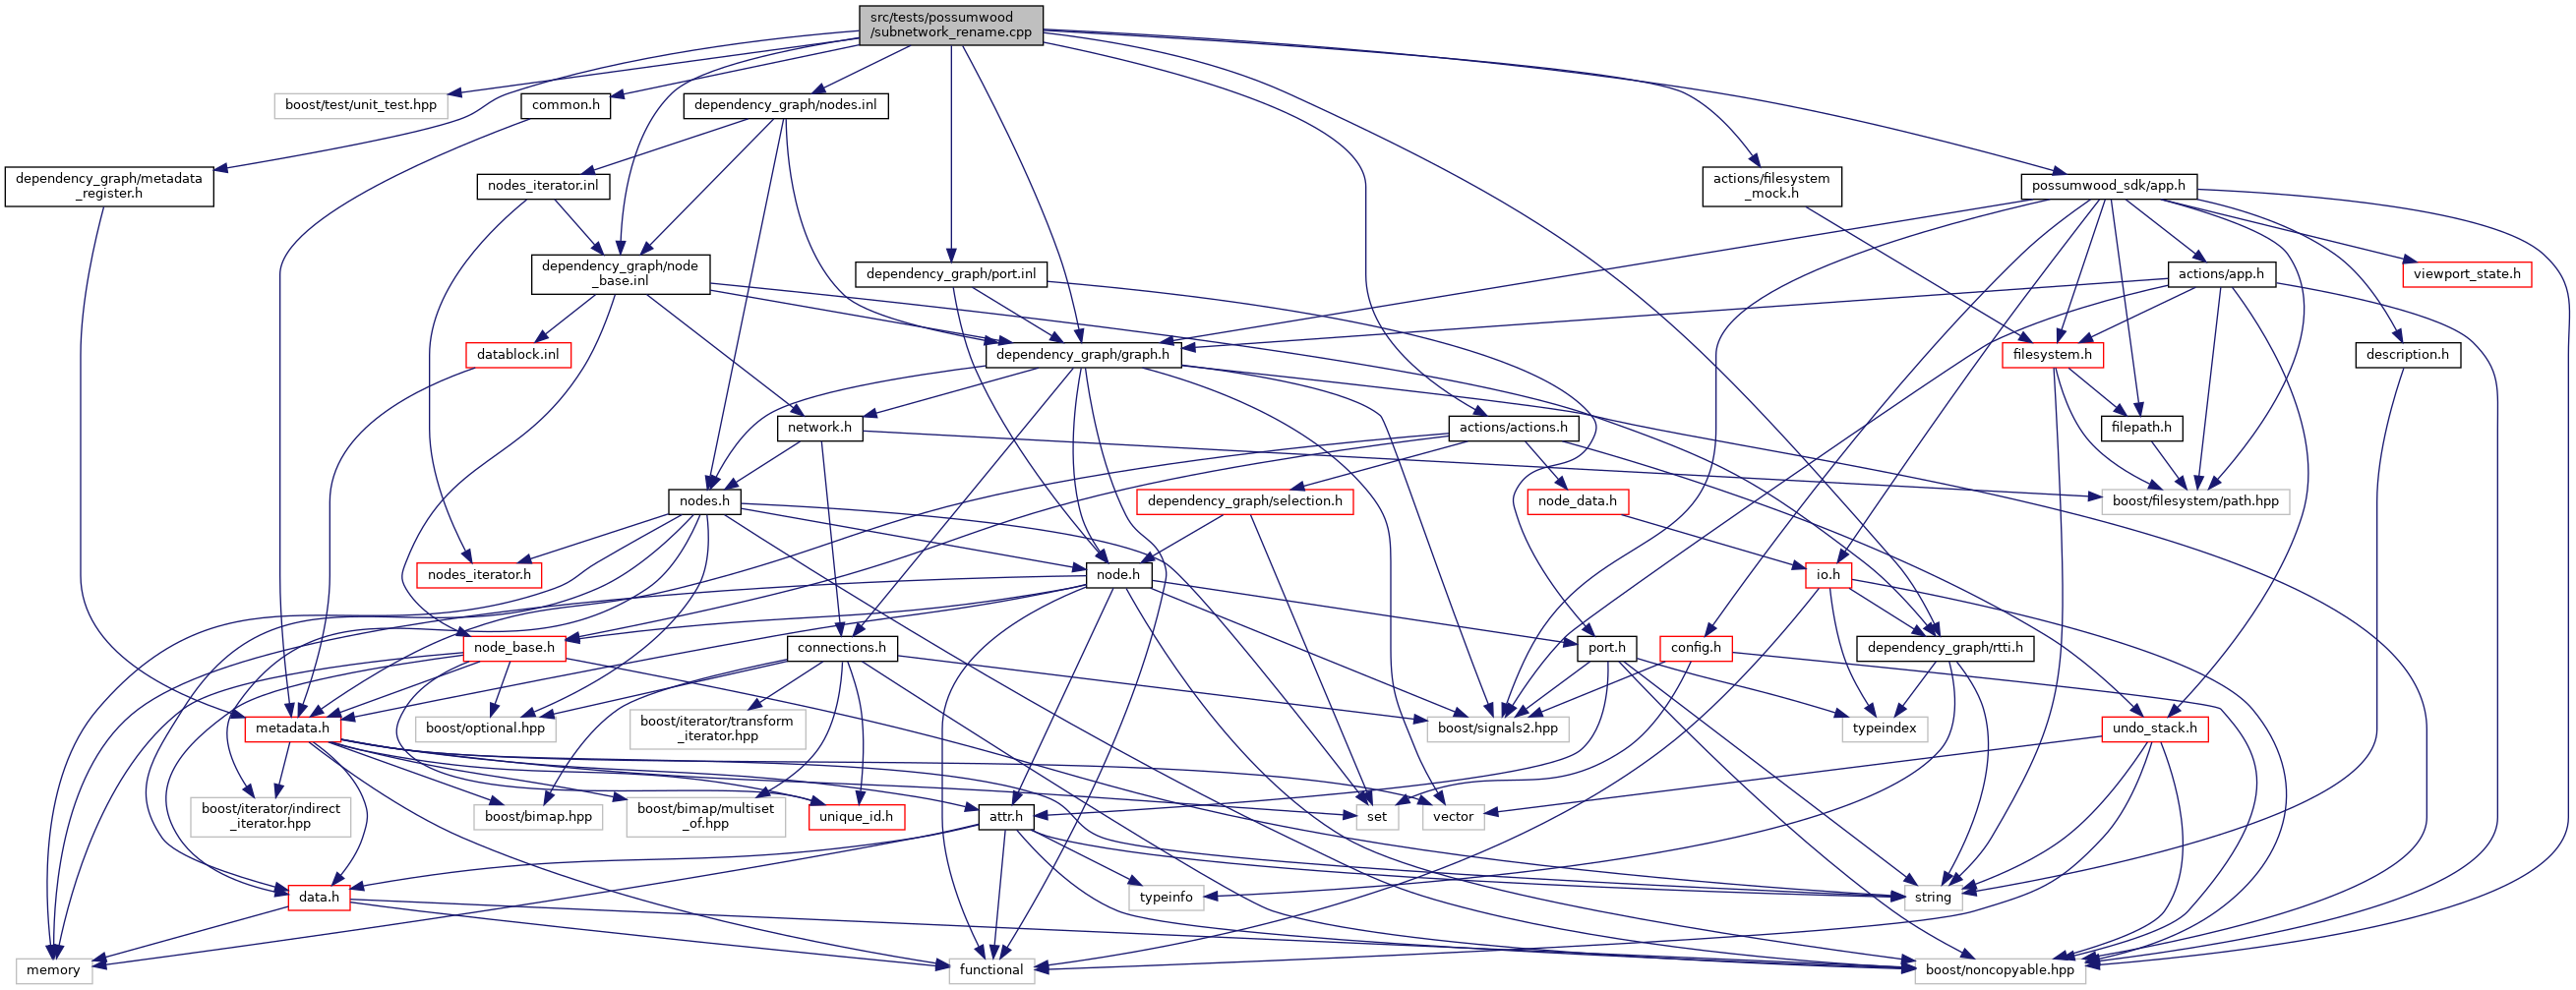 src/tests/possumwood
/subnetwork_rename.cpp
boost/test/unit_test.hpp
common.h
dependency_graph/nodes.inl
dependency_graph/metadata
_register.h
nodes_iterator.inl
actions/filesystem
_mock.h
possumwood_sdk/app.h
dependency_graph/node
_base.inl
dependency_graph/port.inl
actions/app.h
viewport_state.h
datablock.inl
dependency_graph/graph.h
filesystem.h
description.h
network.h
actions/actions.h
filepath.h
nodes.h
dependency_graph/selection.h
node_data.h
boost/filesystem/path.hpp
nodes_iterator.h
node.h
io.h
node_base.h
connections.h
port.h
config.h
dependency_graph/rtti.h
metadata.h
boost/optional.hpp
boost/iterator/transform
_iterator.hpp
boost/signals2.hpp
typeindex
undo_stack.h
boost/iterator/indirect
_iterator.hpp
boost/bimap.hpp
boost/bimap/multiset
_of.hpp
unique_id.h
attr.h
set
vector
data.h
typeinfo
string
memory
functional
boost/noncopyable.hpp